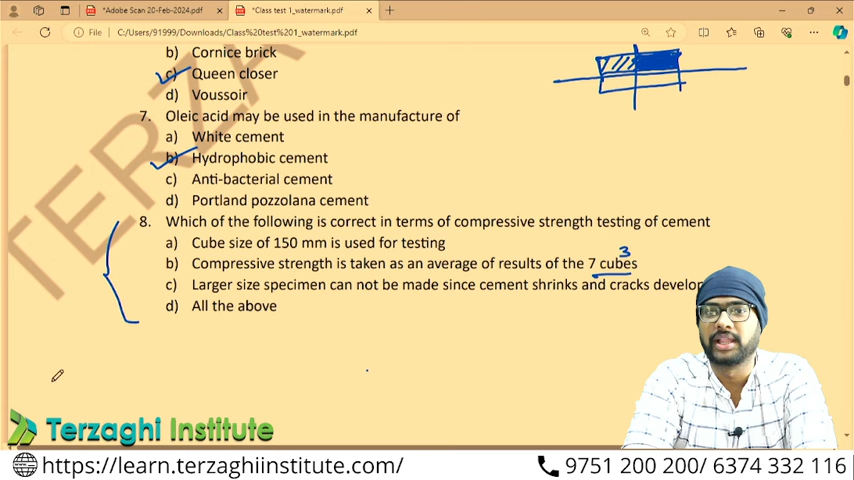 *Adobe Scan 20-Feb-2024.pdf
*Class test 1_watermark.pdf
File
C:/Users/91999/Downloads/Class%20test%201_watermark.pdf
b) Cornice brick
c) Queen closer
d) Voussoir
7. Oleic acid may be used in the manufacture of
a) White cement
b) Hydrophobic cement
c) Anti-bacterial cement
d) Portland pozzolana cement
8. Which of the following is correct in terms of compressive strength testing of cement
a) Cube size of 150 mm is used for testing
3
b) Compressive strength is taken as an average of results of the 7 cubes
c) Larger size specimen can not be made since cement shrinks and cracks develop
d) All the above
TERZA
Terzaghi Institute
https://learn.terzaghiinstitute.com/
9751 200 200/ 6374 332 116